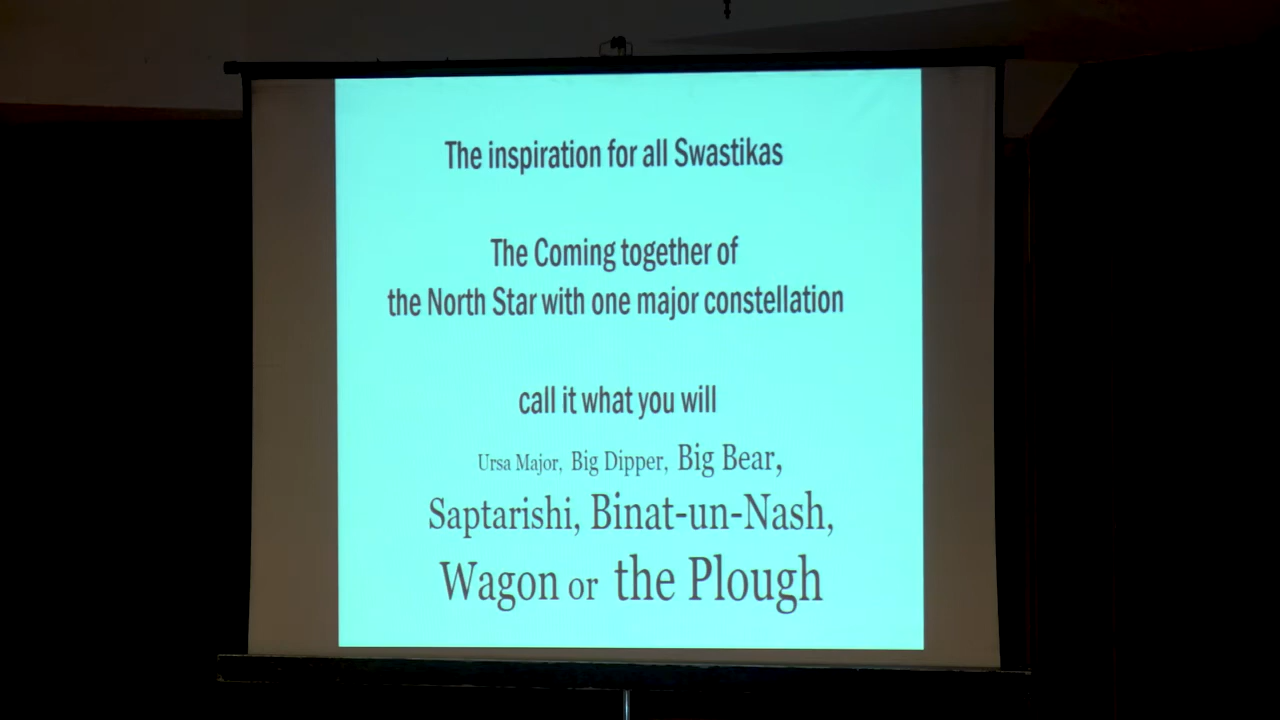 The inspiration for all Swastikas
The Coming together of
the North Star with one major constellation
call it what you will
Ursa Major, Big Dipper, Big Bear,
Saptarishi, Binat-un-Nash,
Wagon or the Plough